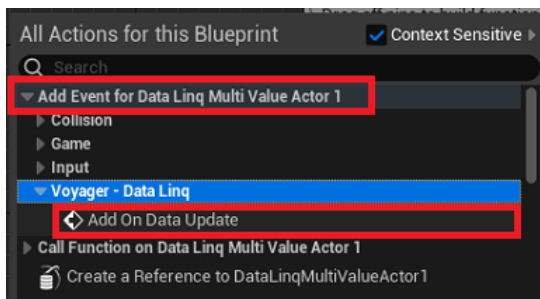 All Actions for this Blueprint
Context Sensitive
Search
Add Event for Data Linq Multi Value Actor 1
Collision
Game
Input
Voyager - Data Linq
Add On Data Update
Call Function on Data Linq Multi Value Actor 1
Create a Reference to DataLinqMultiValueActor1